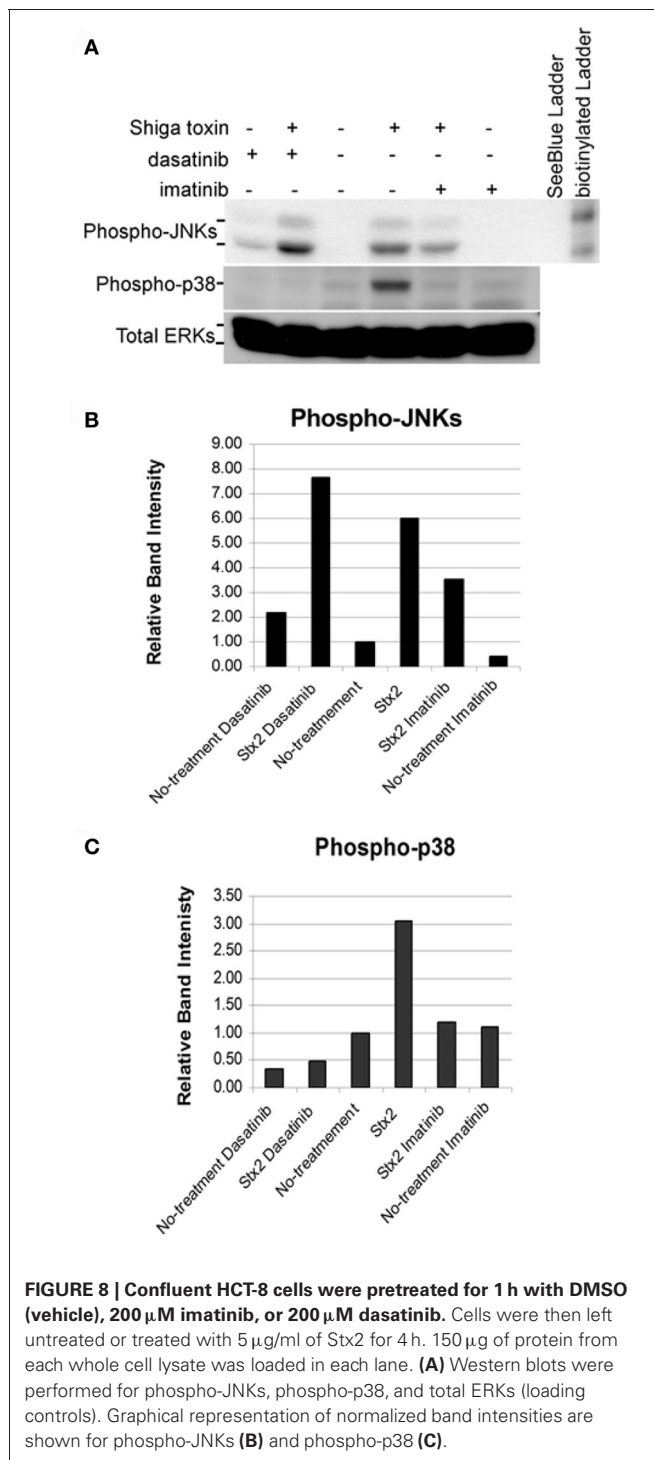 A
Shiga toxin - + - + + -
dasatinib + + - - - -
imatinib - - - - + +
SeeBlue Ladder
biotinylated Ladder
Phospho-JNKs
Phospho-p38
Total ERKs
B
Phospho-JNKs
Relative Band Intensity
9.00
8.00
7.00
6.00
5.00
4.00
3.00
2.00
1.00
0.00
No-treatment Dasatinib
Stx2 Dasatinib
No-treatmement
Stx2
Stx2 Imatinib
No-treatment Imatinib
C
Phospho-p38
Relative Band Intenisty
3.50
3.00
2.50
2.00
1.50
1.00
0.50
0.00
No-treatment Dasatinib
Stx2 Dasatinib
No-treatmement
Stx2
Stx2 Imatinib
No-treatment Imatinib
FIGURE 8 | Confluent HCT-8 cells were pretreated for 1 h with DMSO
(vehicle), 200 μM imatinib, or 200 μM dasatinib. Cells were then left
untreated or treated with 5 μg/ml of Stx2 for 4 h. 150 μg of protein from
each whole cell lysate was loaded in each lane. (A) Western blots were
performed for phospho-JNKs, phospho-p38, and total ERKs (loading
controls). Graphical representation of normalized band intensities are
shown for phospho-JNKs (B) and phospho-p38 (C).